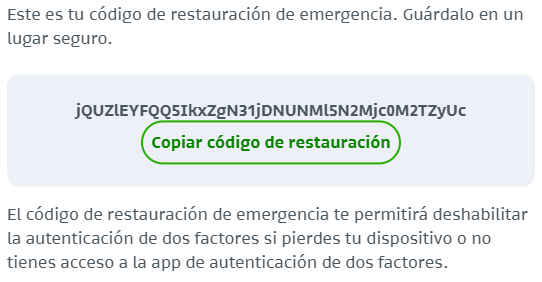 Este es tu código de restauración de emergencia. Guárdalo en un
lugar seguro.
jQUZlEYFQQ5IkxZgN31jDNUNMl5N2Mjc0M2TZyUc
Copiar código de restauración
El código de restauración de emergencia te permitirá deshabilitar
la autenticación de dos factores si pierdes tu dispositivo o no
tienes acceso a la app de autenticación de dos factores.